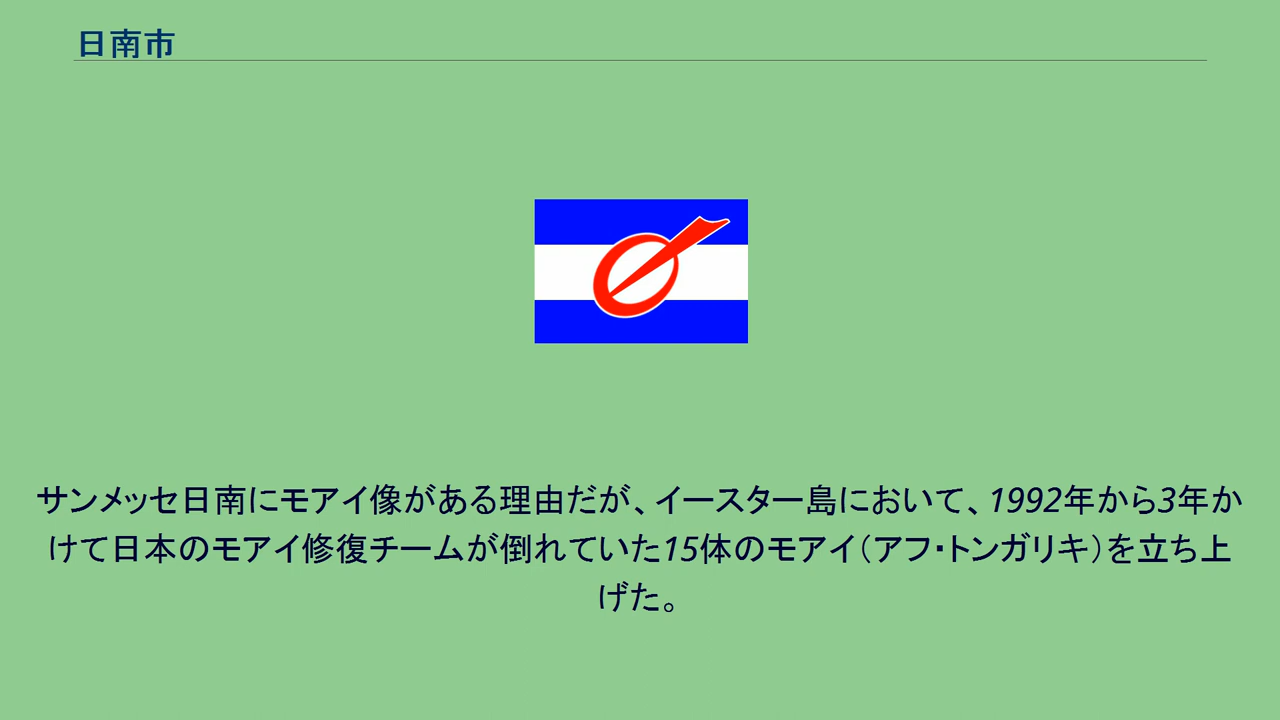 日南市
サンメッセ日南にモアイ像がある理由だが、イースター島において、1992年から3年か
けて日本のモアイ修復チームが倒れていた15体のモアイ（アフ・トンガリキ）を立ち上
げた。